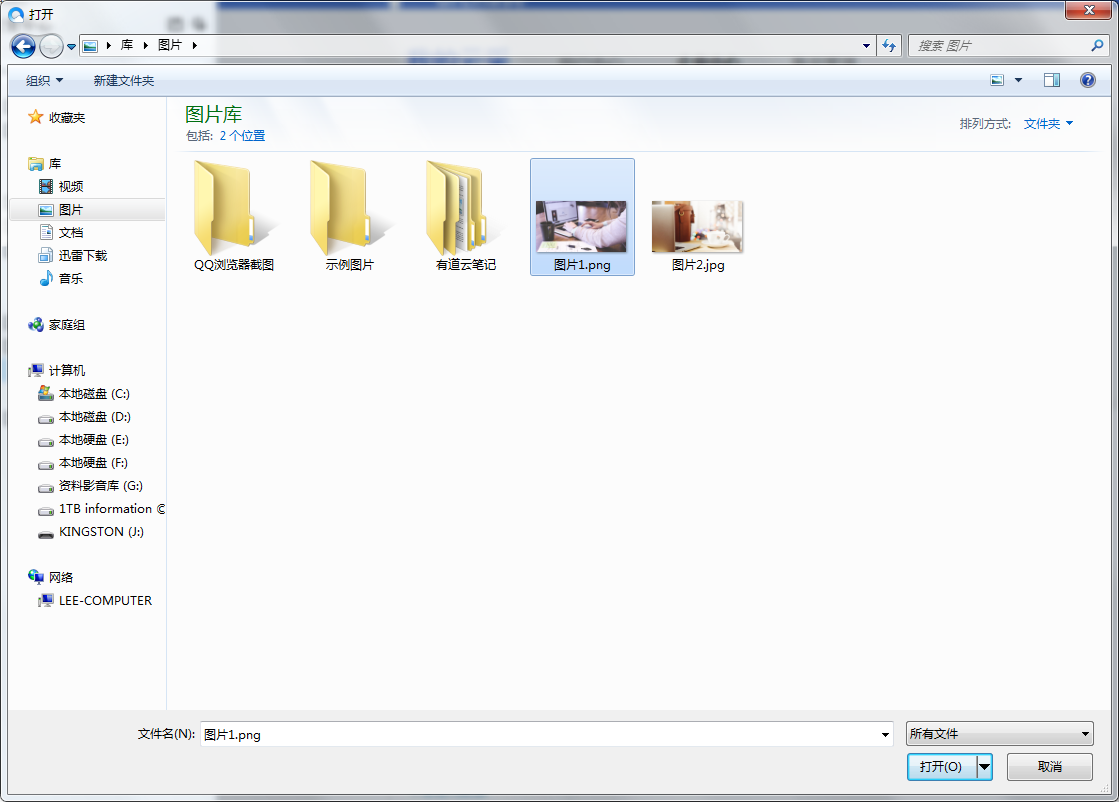 打开
库 图片
搜索 图片
组织 新建文件夹
图片库
包括: 2 个位置
排列方式: 文件夹
收藏夹
库
视频
图片
文档
迅雷下载
音乐
家庭组
计算机
本地磁盘 (C:)
本地磁盘 (D:)
本地硬盘 (E:)
本地硬盘 (F:)
资料影音库 (G:)
1TB information ©
KINGSTON (J:)
网络
LEE-COMPUTER
QQ浏览器截图 示例图片 有道云笔记 图片1.png 图片2.jpg
文件名(N): 图片1.png 所有文件
打开(O) 取消